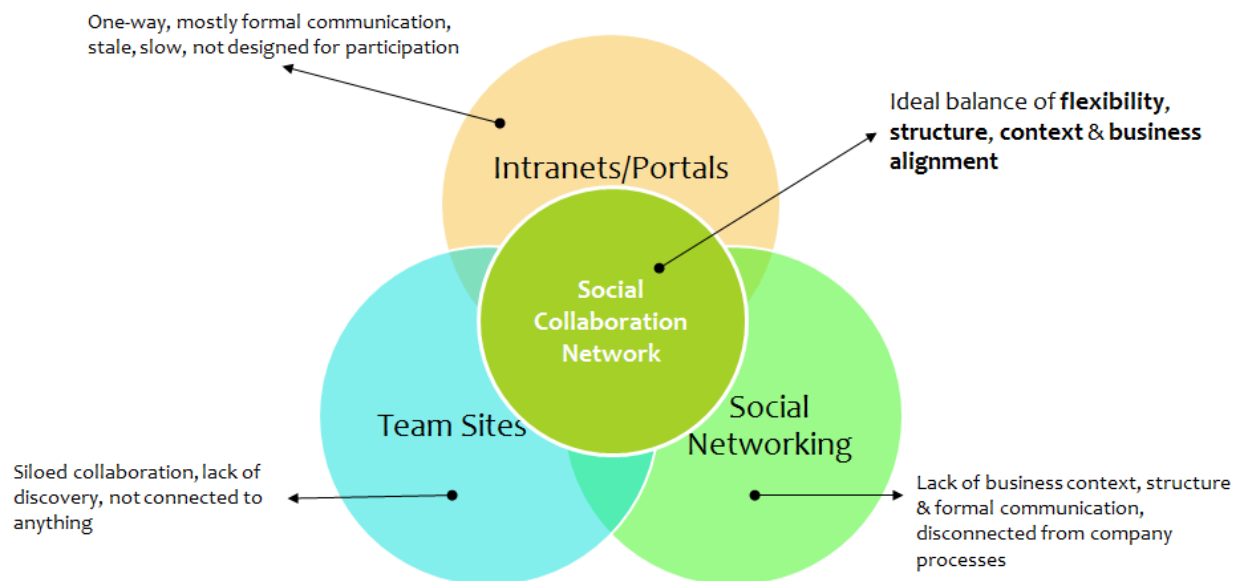 One-way, mostly formal communication,
stale, slow, not designed for participation
Ideal balance of flexibility,
structure, context & business
alignment
Intranets/Portals
Social
Collaboration
Network
Team Sites
Social
Networking
Siloed collaboration, lack of
discovery, not connected to
anything
Lack of business context, structure
& formal communication,
disconnected from company
processes